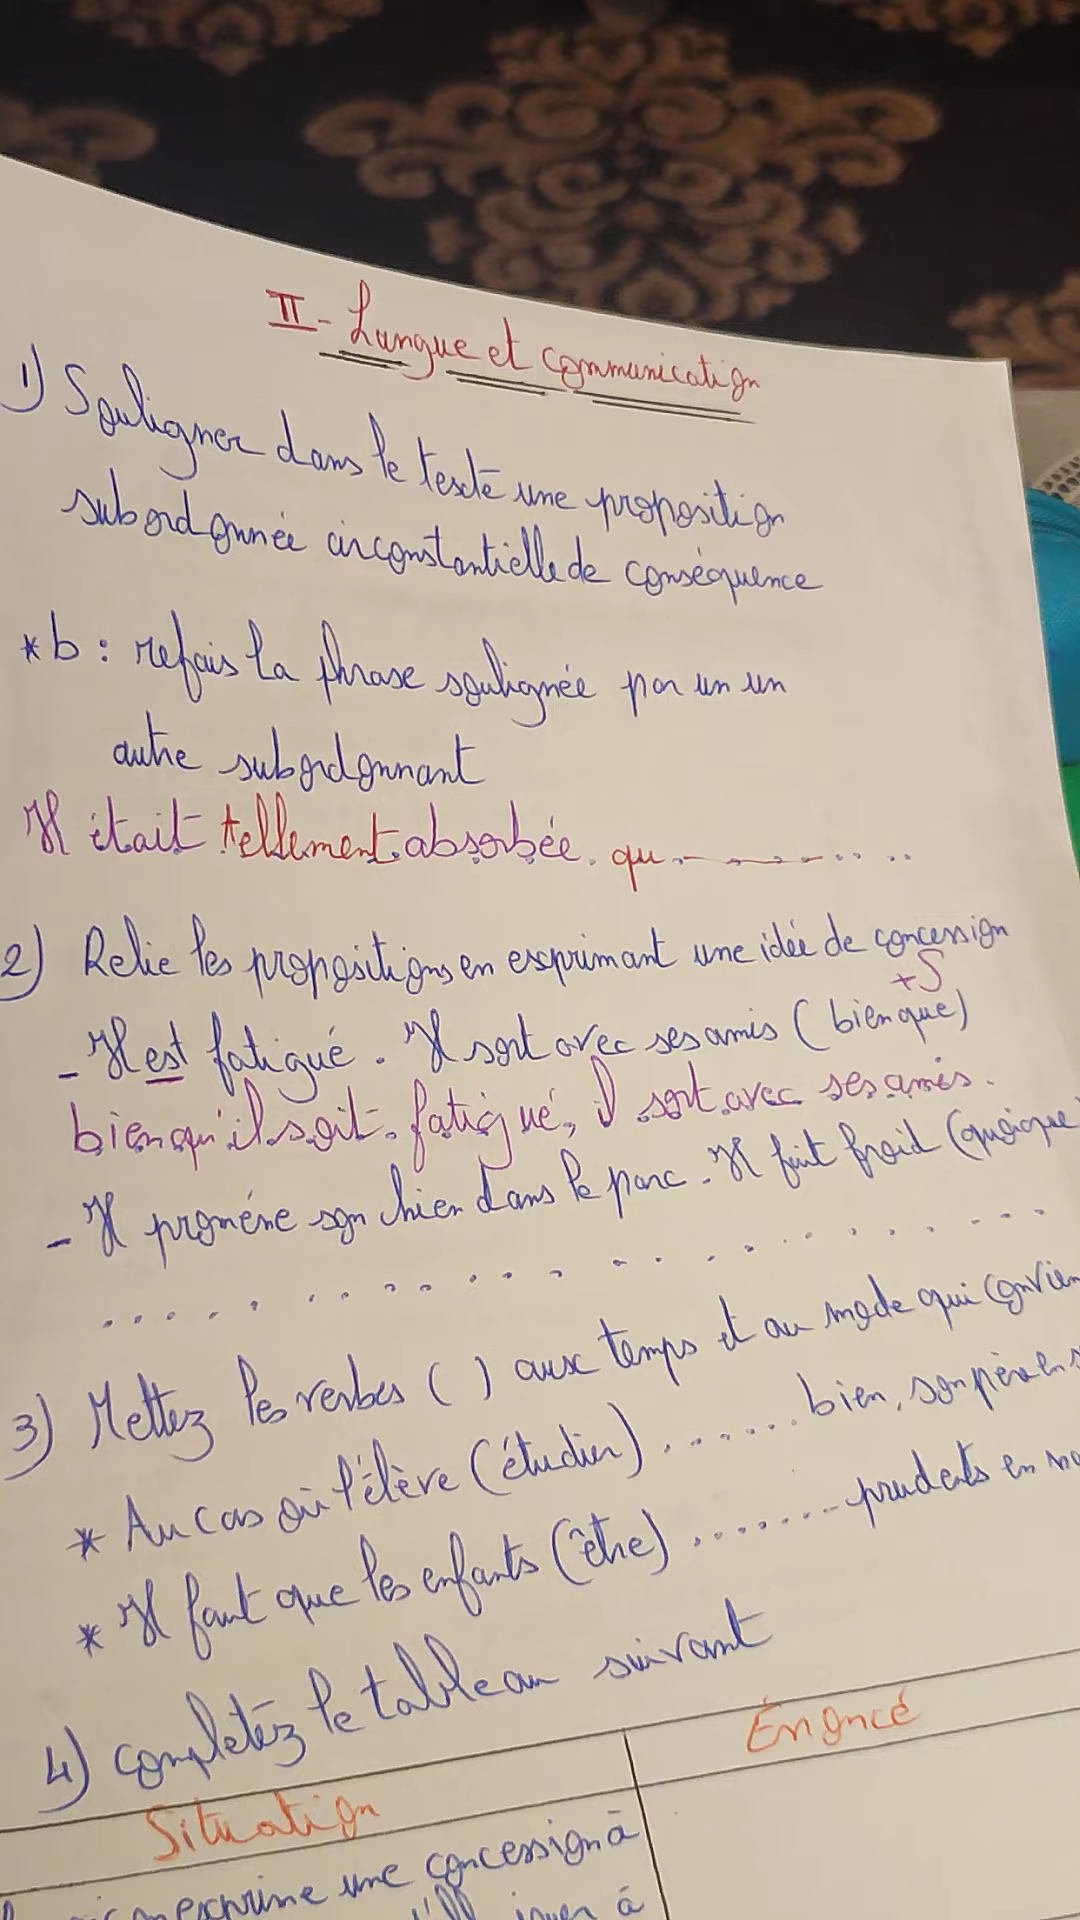 II - Langue et communication
1) Souligner dans le texte une proposition
subordonnée circonstantielle de conséquence
*b : refais la phrase soulignée par un un
autre subordonnant
Il était tellement absorbée qu
2) Relie les propositions en exprimant une idée de concession
+S
- Il est fatigué. Il sort avec ses amis (bien que)
bien qu'il soit fatigué, il sort avec ses amis.
- Il promène son chien dans le parc. Il fait froid (quoique
3) Mettez les verbes ( ) aux temps et au mode qui convien
* Au cas où l'élève (étudier) ....... bien, son père
* Il faut que les enfants (être) ........ prudents en
4) completéz le tableau suivant
Situation
Énoncé
exprime une concession à
à